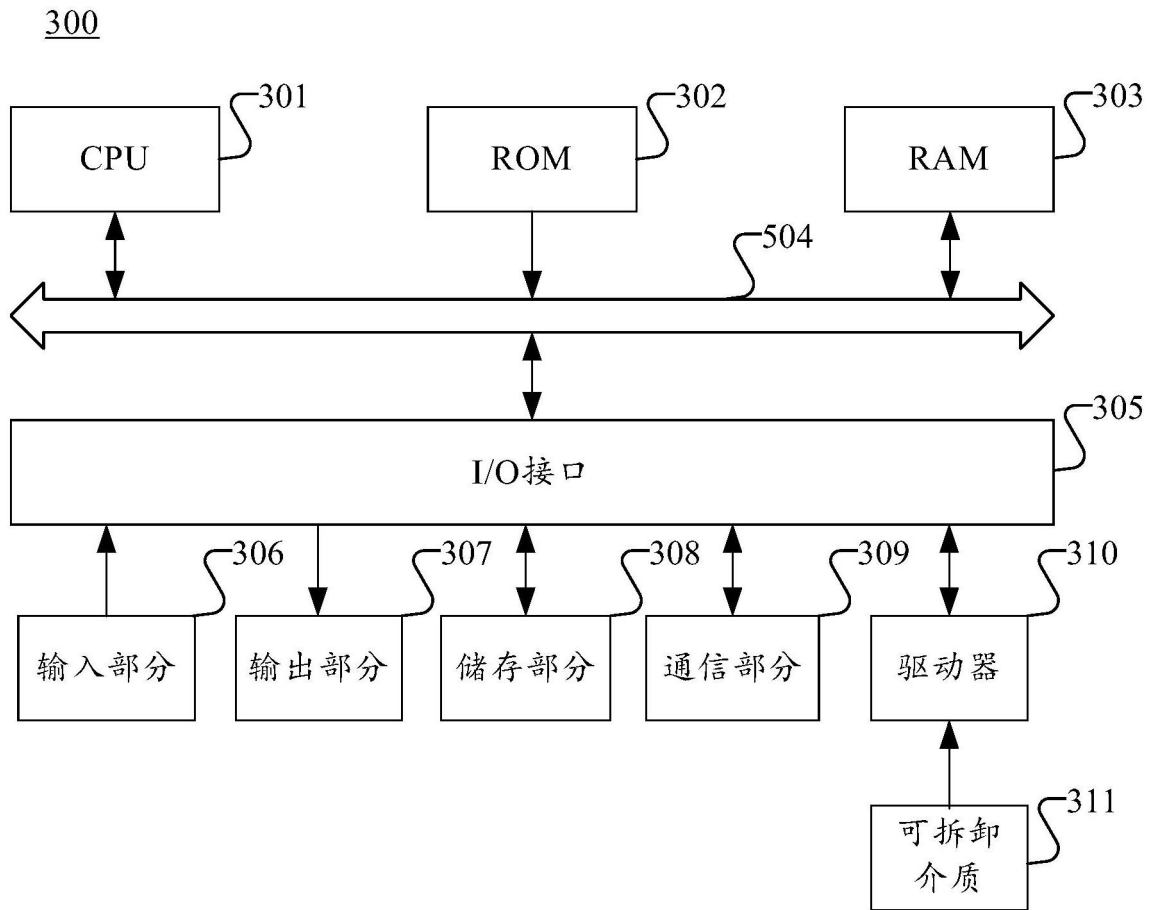 300
301
302
303
CPU
ROM
RAM
504
305
I/O接口
306
307
308
309
310
输入部分
输出部分
储存部分
通信部分
驱动器
311
可拆卸
介质